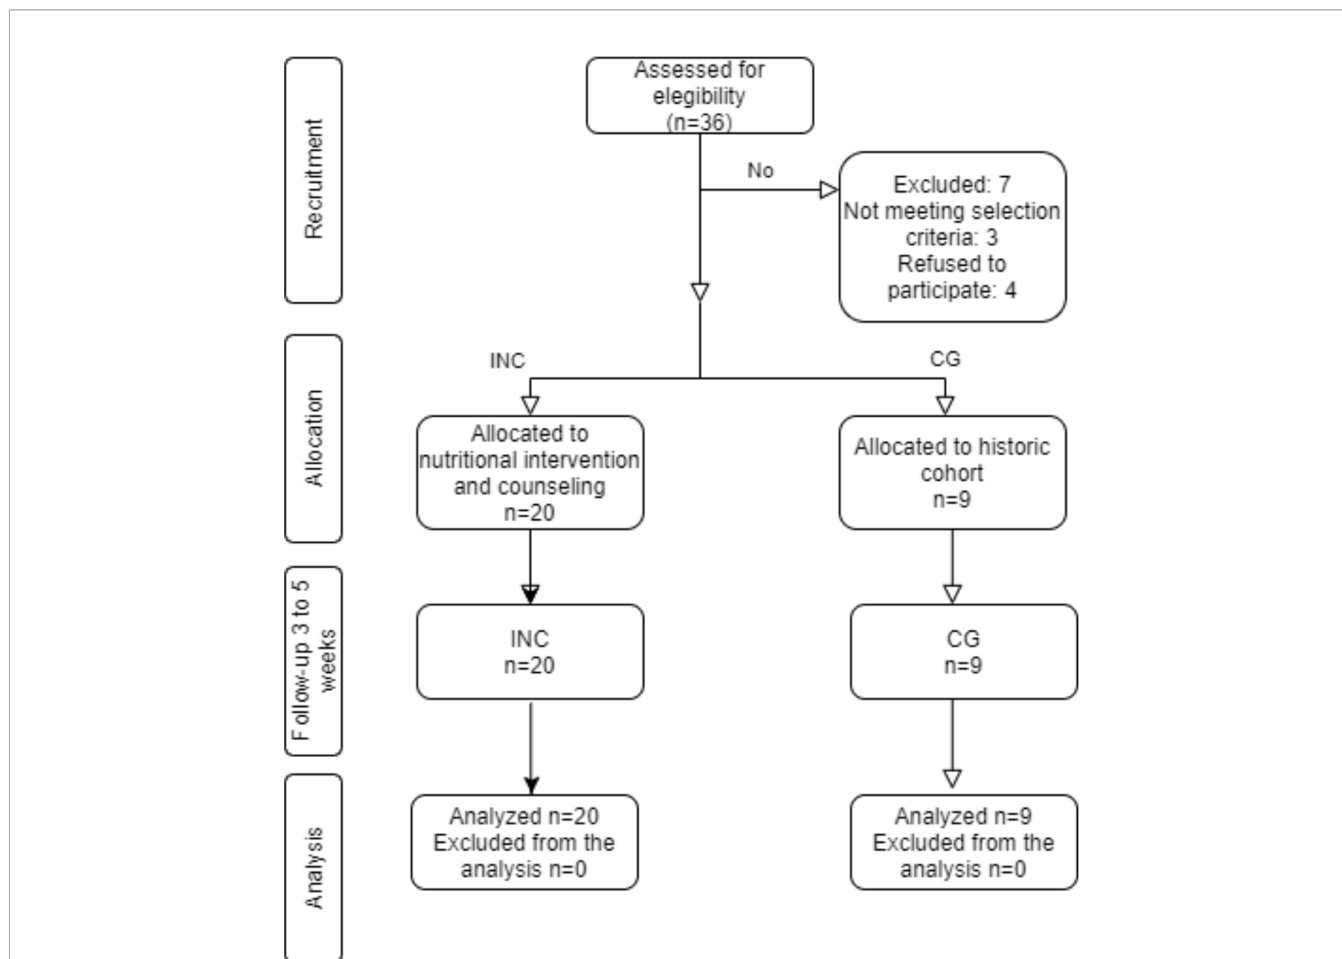 Recruitment
Assessed for
elegibility
(n=36)
No
Excluded: 7
Not meeting selection
criteria: 3
Refused to
participate: 4
Allocation
INC
CG
Allocated to
nutritional intervention
and counseling
n=20
Allocated to historic
cohort
n=9
Follow-up 3 to 5
weeks
INC
n=20
CG
n=9
Analysis
Analyzed n=20
Excluded from the
analysis n=0
Analyzed n=9
Excluded from the
analysis n=0